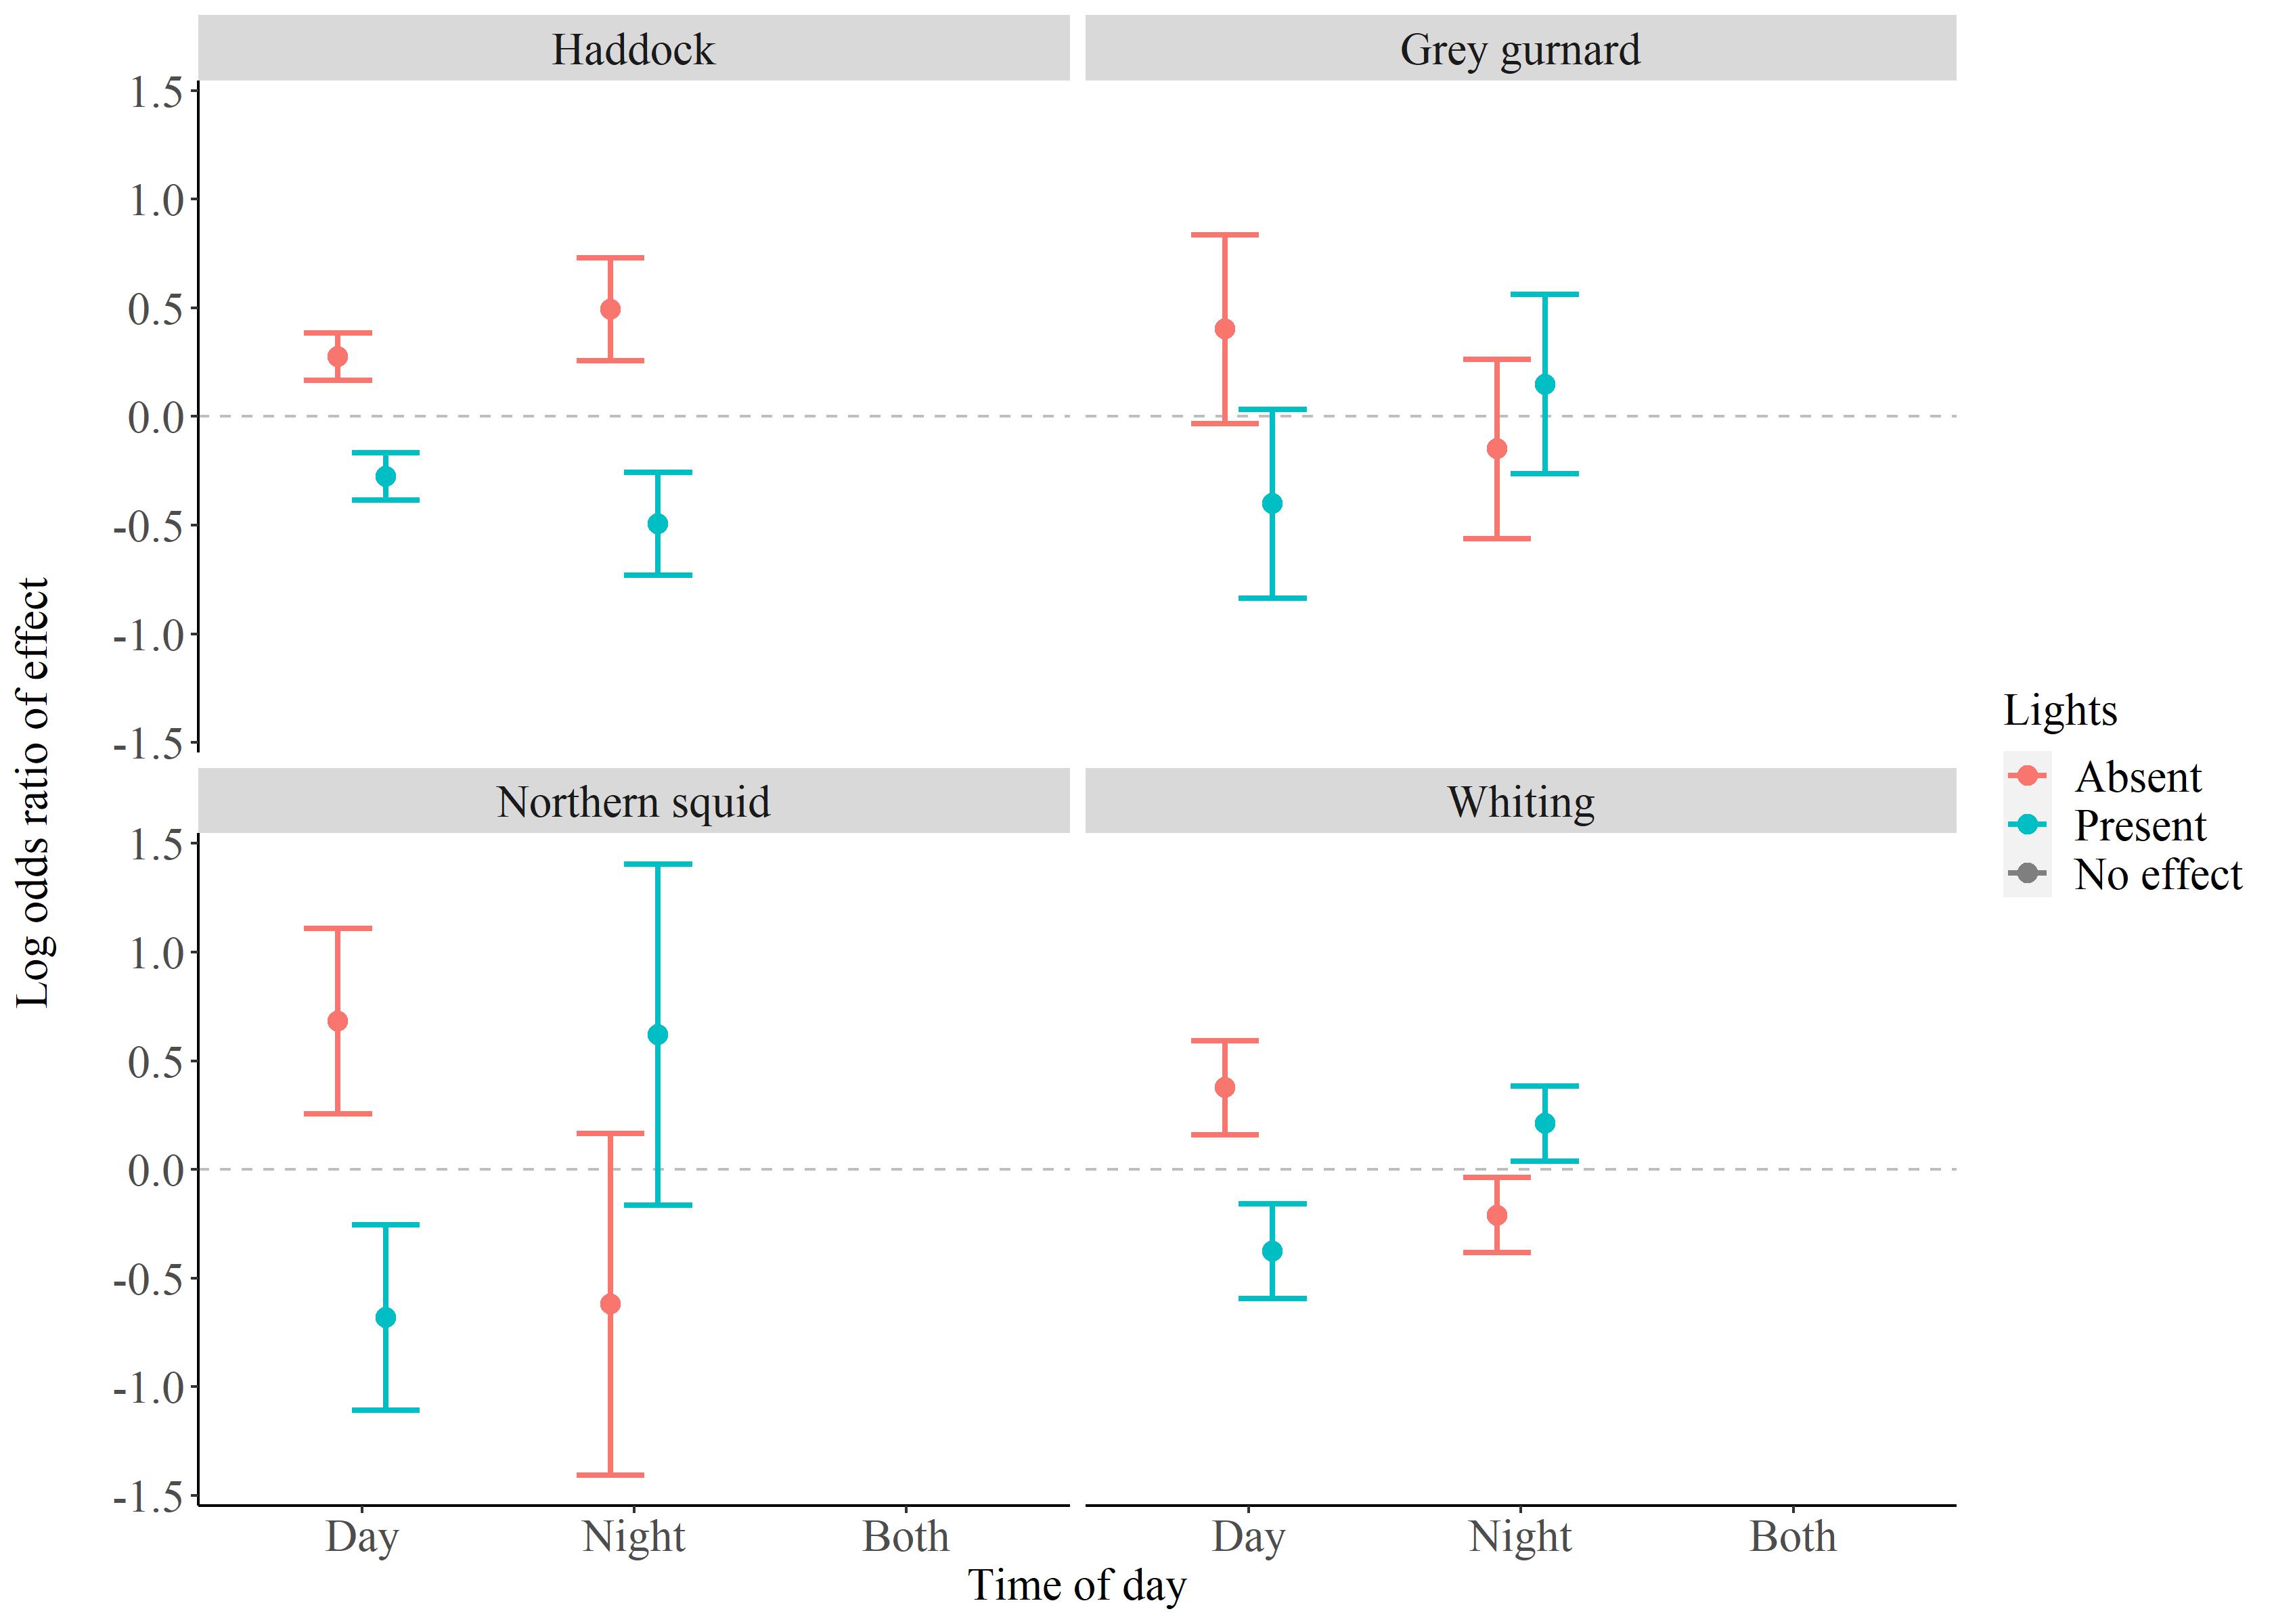 Haddock
Grey gurnard
1.5
1.0
0.5
0.0
-0.5
-1.0
-1.5
Northern squid
Whiting
1.5
1.0
0.5
0.0
-0.5
-1.0
-1.5
Day
Night
Both
Day
Night
Both
Time of day
Log odds ratio of effect
Lights
Absent
Present
No effect